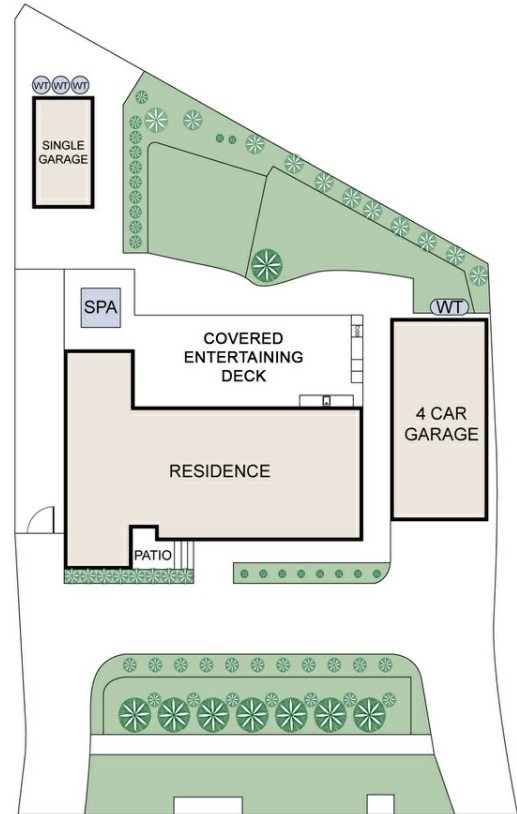 WT WT WT
SINGLE
GARAGE
SPA
WT
COVERED
ENTERTAINING
DECK
4 CAR
GARAGE
RESIDENCE
PATIO